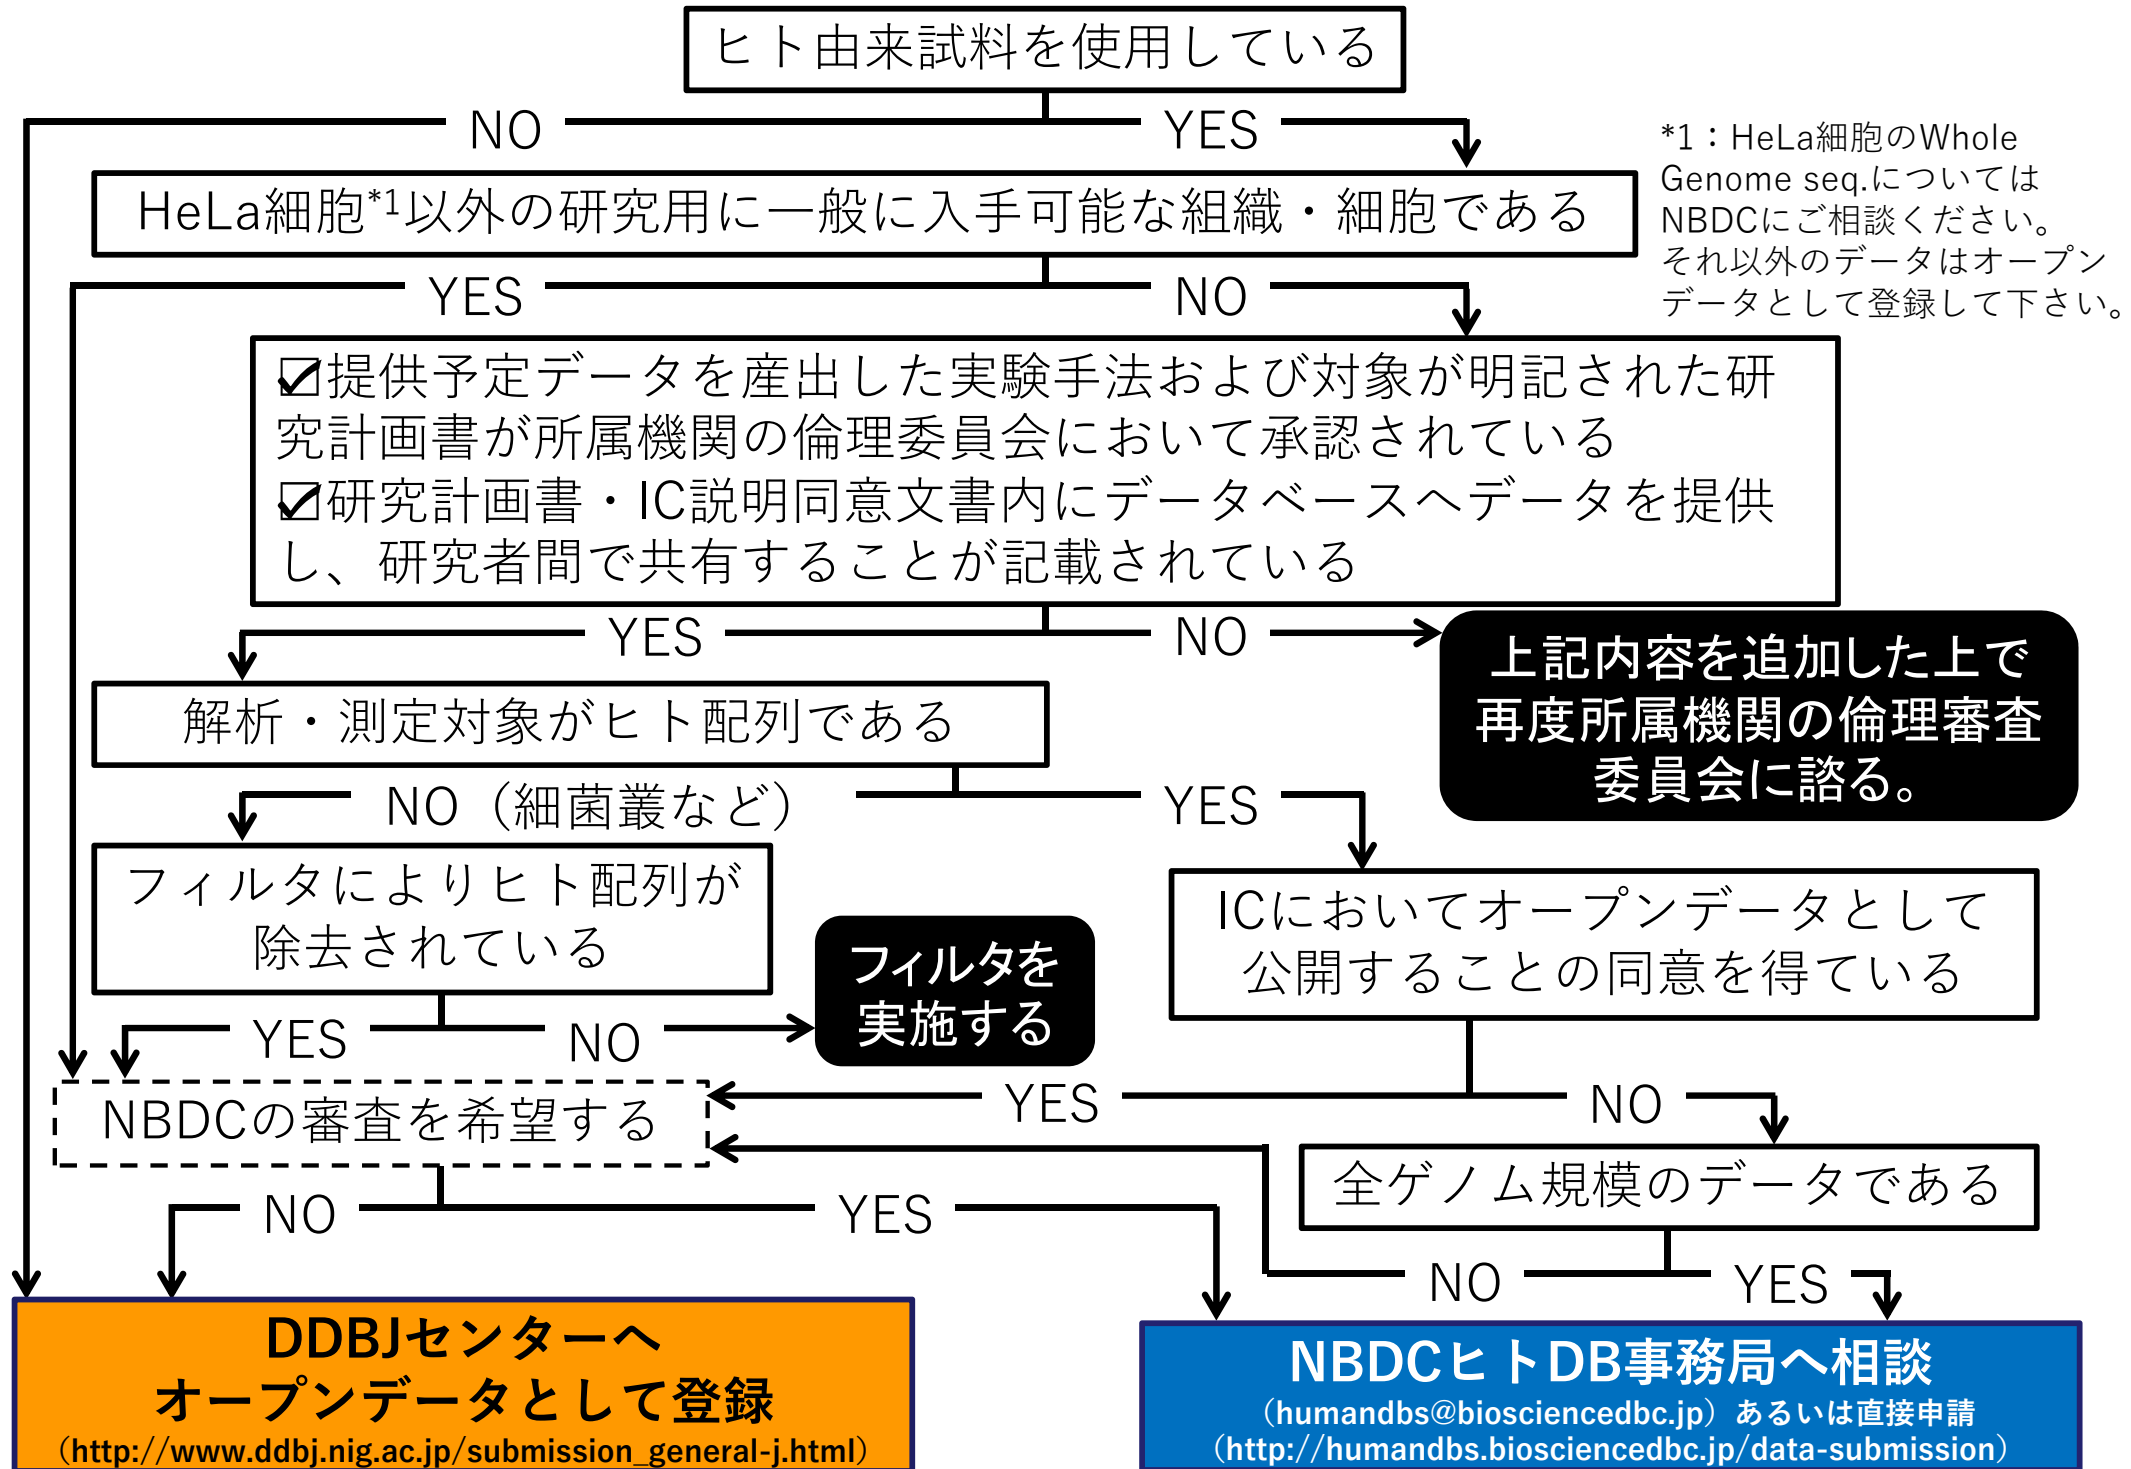 ヒト由来試料を使用している
NO
YES
*1：HeLa細胞のWhole
Genome seq.については
NBDCにご相談ください。
それ以外のデータはオープン
データとして登録して下さい。
HeLa細胞*1以外の研究用に一般に入手可能な組織・細胞である
YES
NO
☑提供予定データを産出した実験手法および対象が明記された研
究計画書が所属機関の倫理委員会において承認されている
☑研究計画書・IC説明同意文書内にデータベースへデータを提供
し、研究者間で共有することが記載されている
YES
NO
上記内容を追加した上で
再度所属機関の倫理審査
委員会に諮る。
解析・測定対象がヒト配列である
NO（細菌叢など）
YES
フィルタによりヒト配列が
除去されている
フィルタを
実施する
ICにおいてオープンデータとして
公開することの同意を得ている
YES
NO
YES
NO
NBDCの審査を希望する
全ゲノム規模のデータである
NO
YES
NO
YES
DDBJセンターへ
オープンデータとして登録
（http://www.ddbj.nig.ac.jp/submission_general-j.html）
NBDCヒトDB事務局へ相談
（humandbs@biosciencedbc.jp）あるいは直接申請
（http://humandbs.biosciencedbc.jp/data-submission）